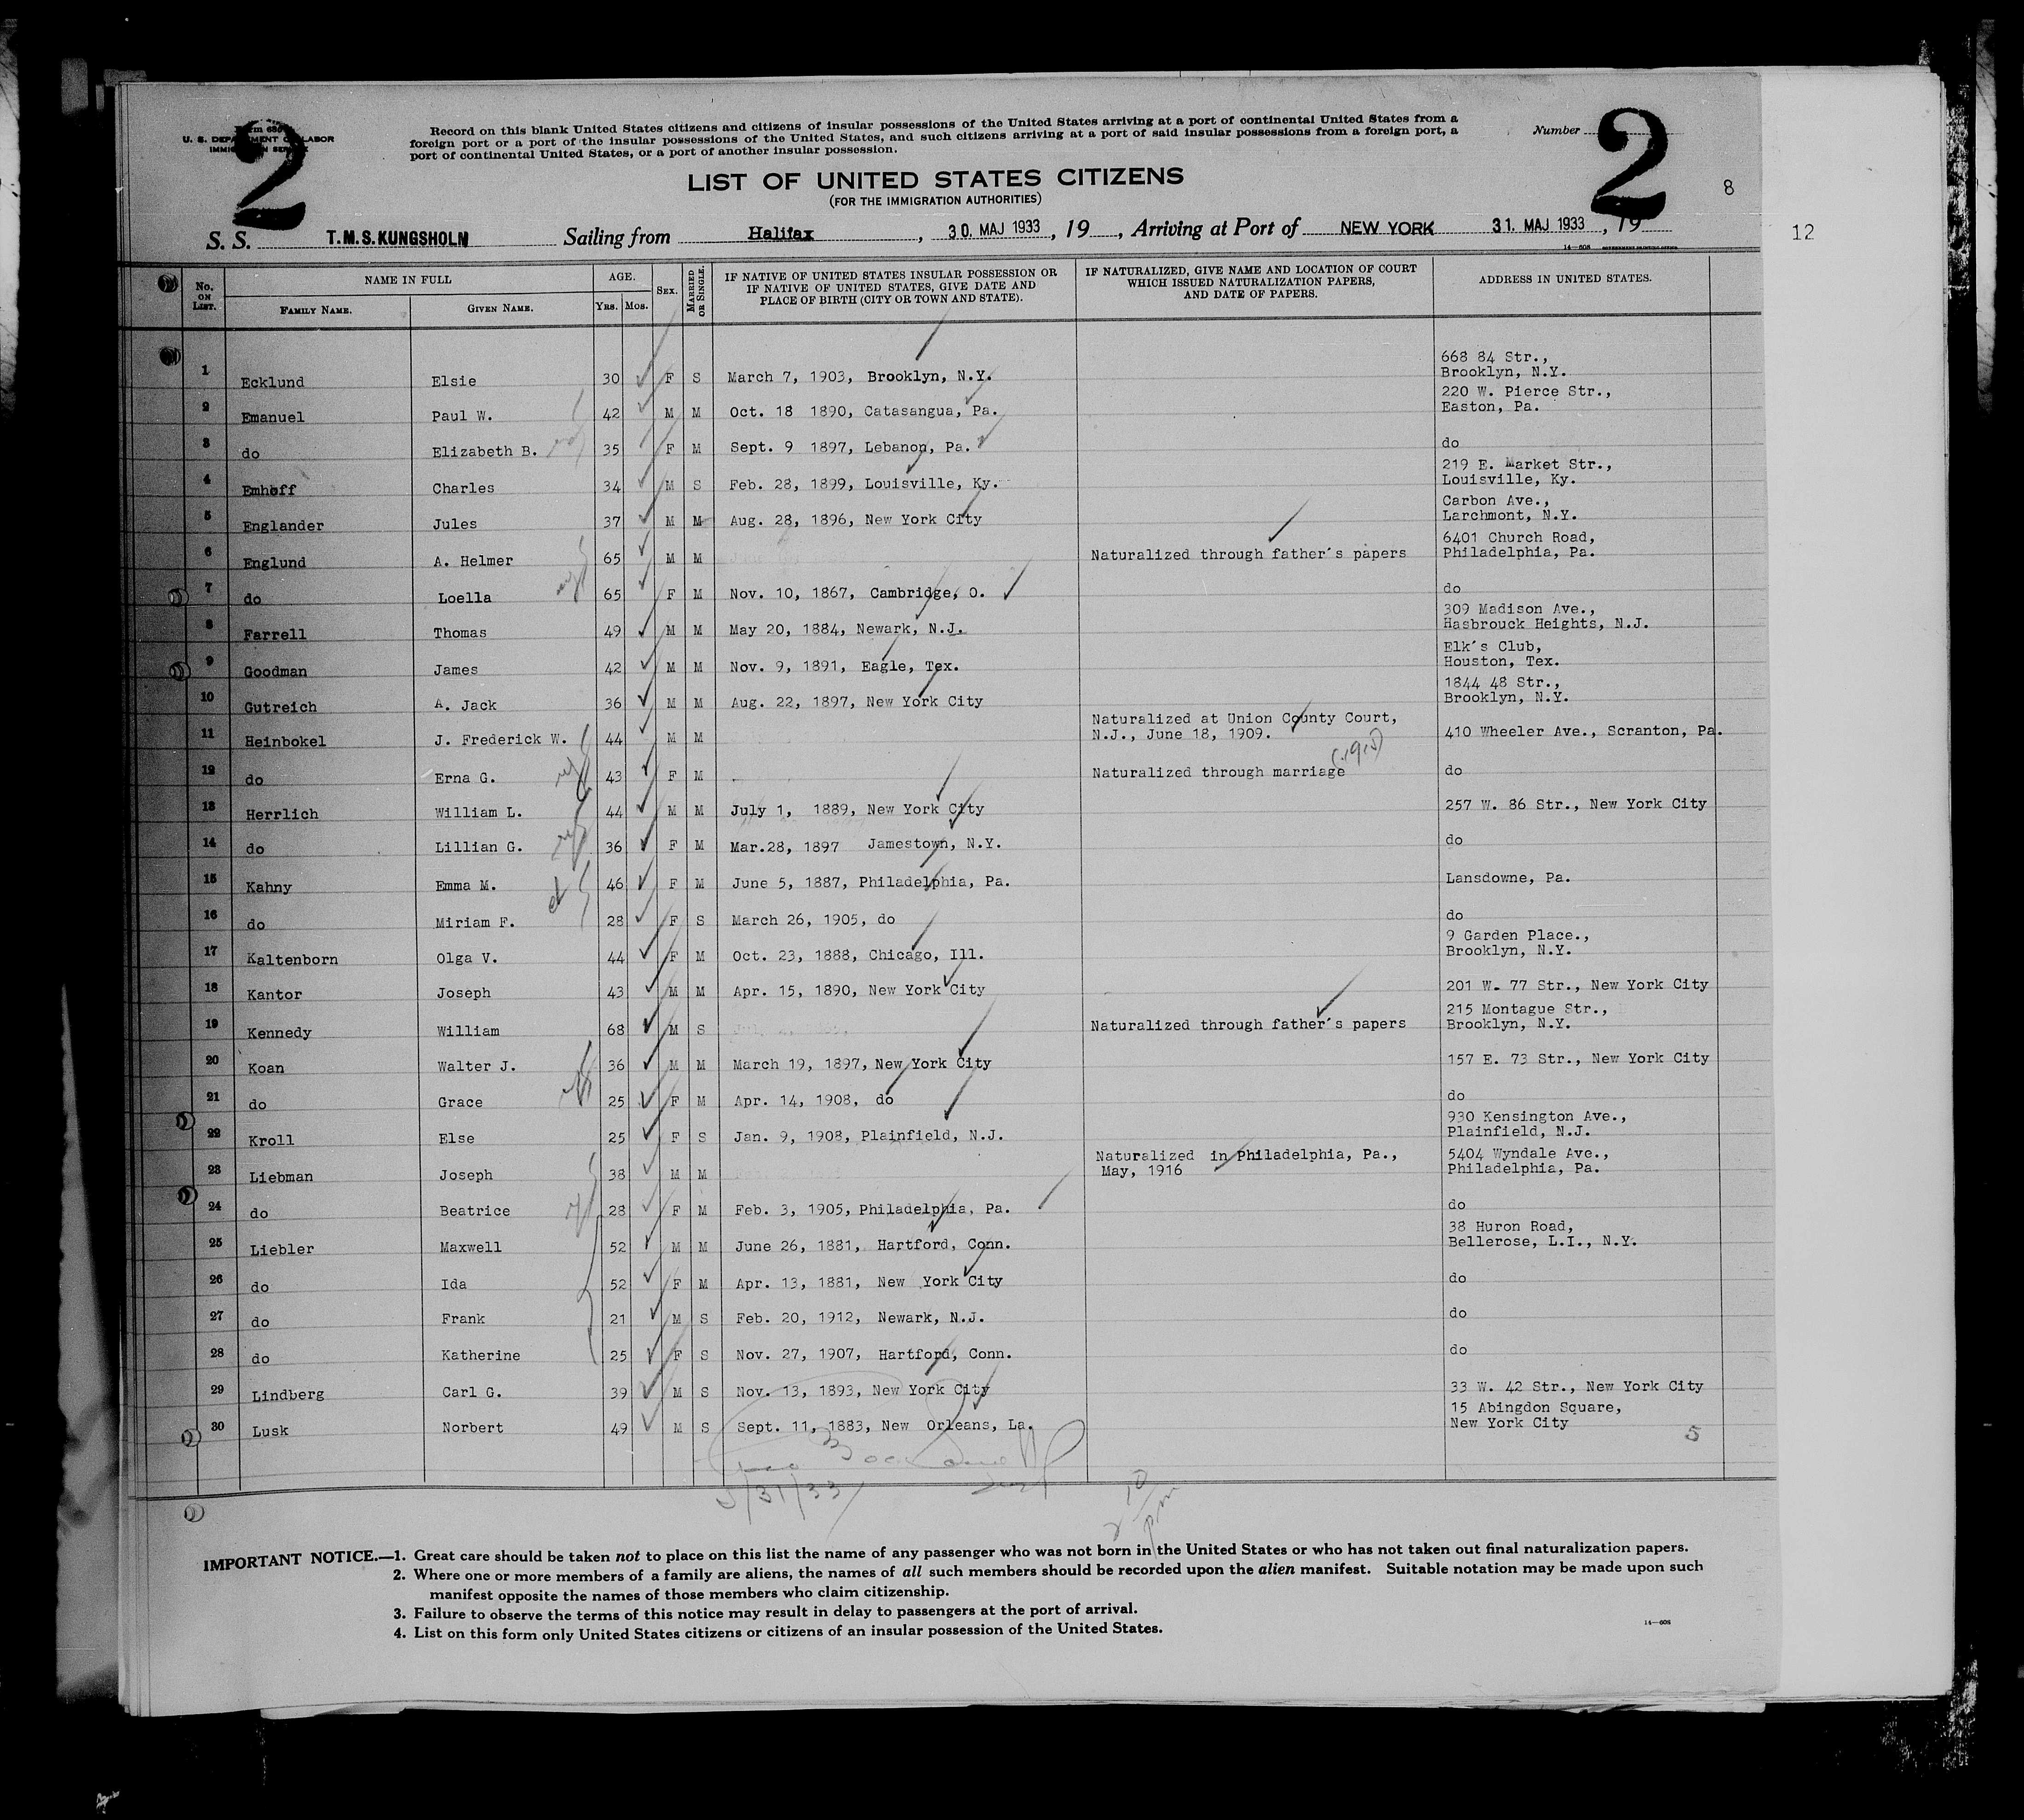 2
U. S. DEPARTMENT OF LABOR
Record on this blank United States citizens and citizens of insular possessions of the United States arriving at a port of continental United States from a
foreign port or a port of the insular possessions of the United States, and such citizens arriving at a port of said insular possessions from a foreign port, a
port of continental United States, or a port of another insular possession.
Number
2
8
LIST OF UNITED STATES CITIZENS
(FOR THE IMMIGRATION AUTHORITIES)
S. S. T.M.S.KUNGSHOLM Sailing from Halifax, 30. MAJ 1933, 19 , Arriving at Port of NEW YORK 31. MAJ 1933, 19
12
14—608 GOVERNMENT PRINTING OFFICE
No. ON LIST. NAME IN FULL FAMILY NAME. GIVEN NAME. AGE. YRS. MOS. SEX. MARRIED OR SINGLE. IF NATIVE OF UNITED STATES INSULAR POSSESSION OR IF NATIVE OF UNITED STATES, GIVE DATE AND PLACE OF BIRTH (CITY OR TOWN AND STATE). IF NATURALIZED, GIVE NAME AND LOCATION OF COURT WHICH ISSUED NATURALIZATION PAPERS, AND DATE OF PAPERS. ADDRESS IN UNITED STATES.
1 Ecklund Elsie 30 F S March 7, 1903, Brooklyn, N.Y. 668 84 Str., Brooklyn, N.Y.
2 Emanuel Paul W. 42 M M Oct. 18 1890, Catasangua, Pa. 220 W. Pierce Str., Easton, Pa.
3 do Elizabeth B. 35 F M Sept. 9 1897, Lebanon, Pa. do
4 Emhoff Charles 34 M S Feb. 28, 1899, Louisville, Ky. 219 E. Market Str., Louisville, Ky.
5 Englander Jules 37 M M Aug. 28, 1896, New York City Carbon Ave., Larchmont, N.Y.
6 Englund A. Helmer 65 M M Naturalized through father's papers 6401 Church Road, Philadelphia, Pa.
7 do Loella 65 F M Nov. 10, 1867, Cambridge, O. do
8 Farrell Thomas 49 M M May 20, 1884, Newark, N.J. 309 Madison Ave., Hasbrouck Heights, N.J.
9 Goodman James 42 M M Nov. 9, 1891, Eagle, Tex. Elk's Club, Houston, Tex.
10 Gutreich A. Jack 36 M M Aug. 22, 1897, New York City 1844 48 Str., Brooklyn, N.Y.
11 Heinbokel J. Frederick W. 44 M M Naturalized at Union County Court, N.J., June 18, 1909. 410 Wheeler Ave., Scranton, Pa.
12 do Erna G. 43 F M Naturalized through marriage (1915) do
13 Herrlich William L. 44 M M July 1, 1889, New York City 257 W. 86 Str., New York City
14 do Lillian G. 36 F M Mar.28, 1897 Jamestown, N.Y. do
15 Kahny Emma M. 46 F M June 5, 1887, Philadelphia, Pa. Lansdowne, Pa.
16 do Miriam F. 28 F S March 26, 1905, do do
17 Kaltenborn Olga V. 44 F M Oct. 23, 1888, Chicago, Ill. 9 Garden Place., Brooklyn, N.Y.
18 Kantor Joseph 43 M M Apr. 15, 1890, New York City 201 W. 77 Str., New York City
19 Kennedy William 68 M S Naturalized through father's papers 215 Montague Str., Brooklyn, N.Y.
20 Koan Walter J. 36 M M March 19, 1897, New York City 157 E. 73 Str., New York City
21 do Grace 25 F M Apr. 14, 1908, do do
22 Kroll Else 25 F S Jan. 9, 1908, Plainfield, N.J. 930 Kensington Ave., Plainfield, N.J.
23 Liebman Joseph 38 M M Naturalized in Philadelphia, Pa., May, 1916 5404 Wyndale Ave., Philadelphia, Pa.
24 do Beatrice 28 F M Feb. 3, 1905, Philadelphia, Pa. do
25 Liebler Maxwell 52 M M June 26, 1881, Hartford, Conn. 38 Huron Road, Bellerose, L.I., N.Y.
26 do Ida 52 F M Apr. 13, 1881, New York City do
27 do Frank 21 M S Feb. 20, 1912, Newark, N.J. do
28 do Katherine 25 F S Nov. 27, 1907, Hartford, Conn. do
29 Lindberg Carl G. 39 M S Nov. 13, 1893, New York City 33 W. 42 Str., New York City
30 Lusk Norbert 49 M S Sept. 11, 1883, New Orleans, La. 15 Abingdon Square, New York City
5
5/31/33
IMPORTANT NOTICE.—1. Great care should be taken not to place on this list the name of any passenger who was not born in the United States or who has not taken out final naturalization papers.
2. Where one or more members of a family are aliens, the names of all such members should be recorded upon the alien manifest. Suitable notation may be made upon such
manifest opposite the names of those members who claim citizenship.
3. Failure to observe the terms of this notice may result in delay to passengers at the port of arrival.
4. List on this form only United States citizens or citizens of an insular possession of the United States.
14—608